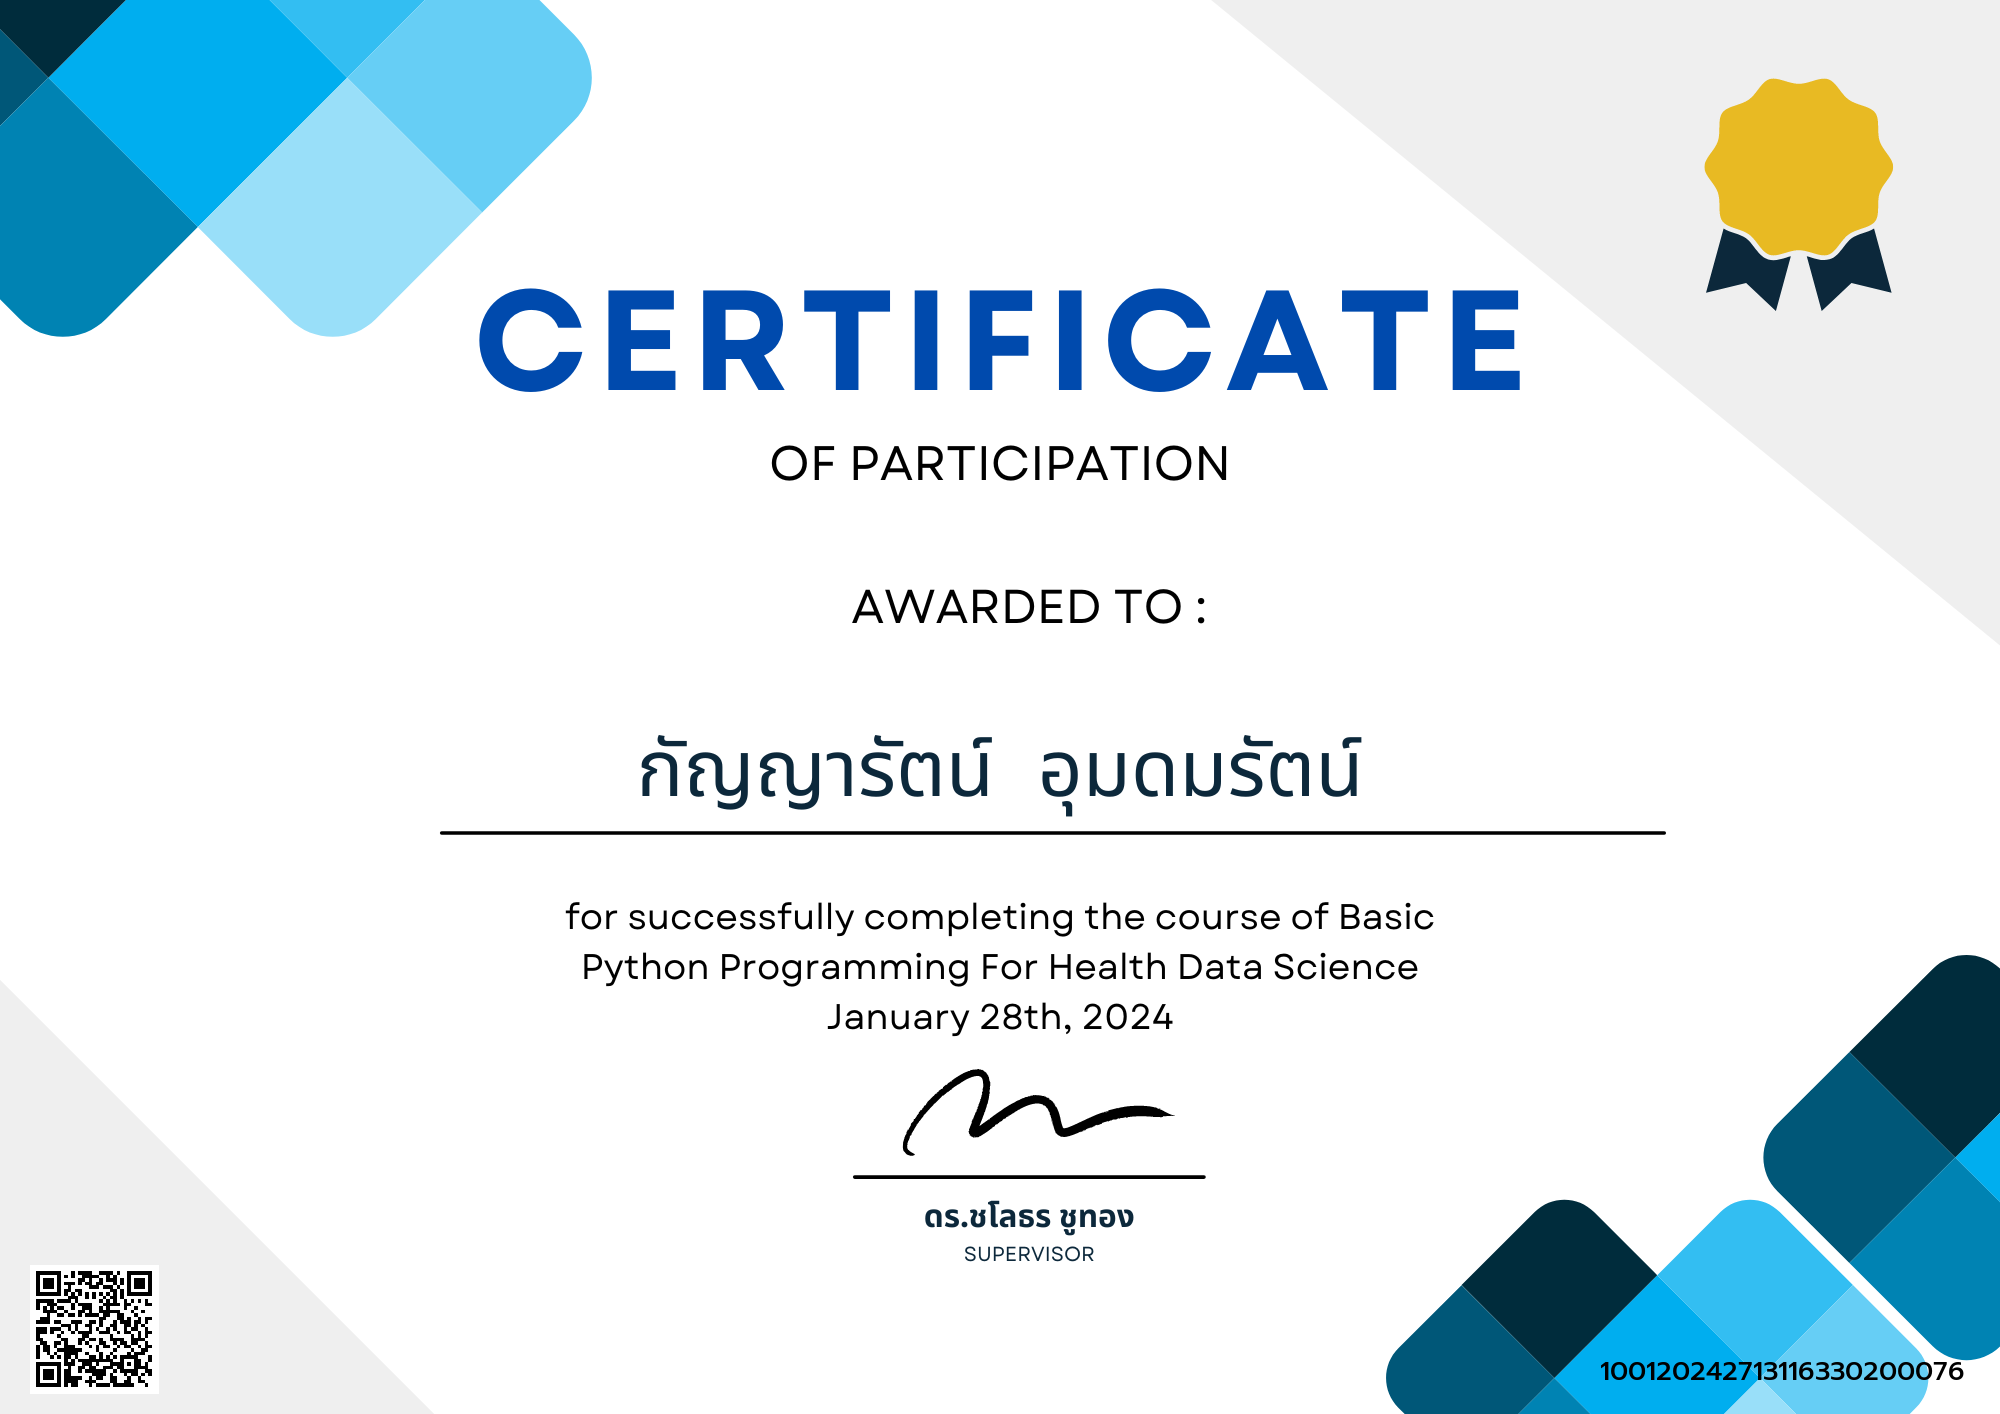 CERTIFICATE
OF PARTICIPATION
AWARDED TO :
กัญญารัตน์ อุมดมรัตน์
for successfully completing the course of Basic
Python Programming For Health Data Science
January 28th, 2024
ดร.ชโลธร ชูทอง
SUPERVISOR
100120242713116330200076